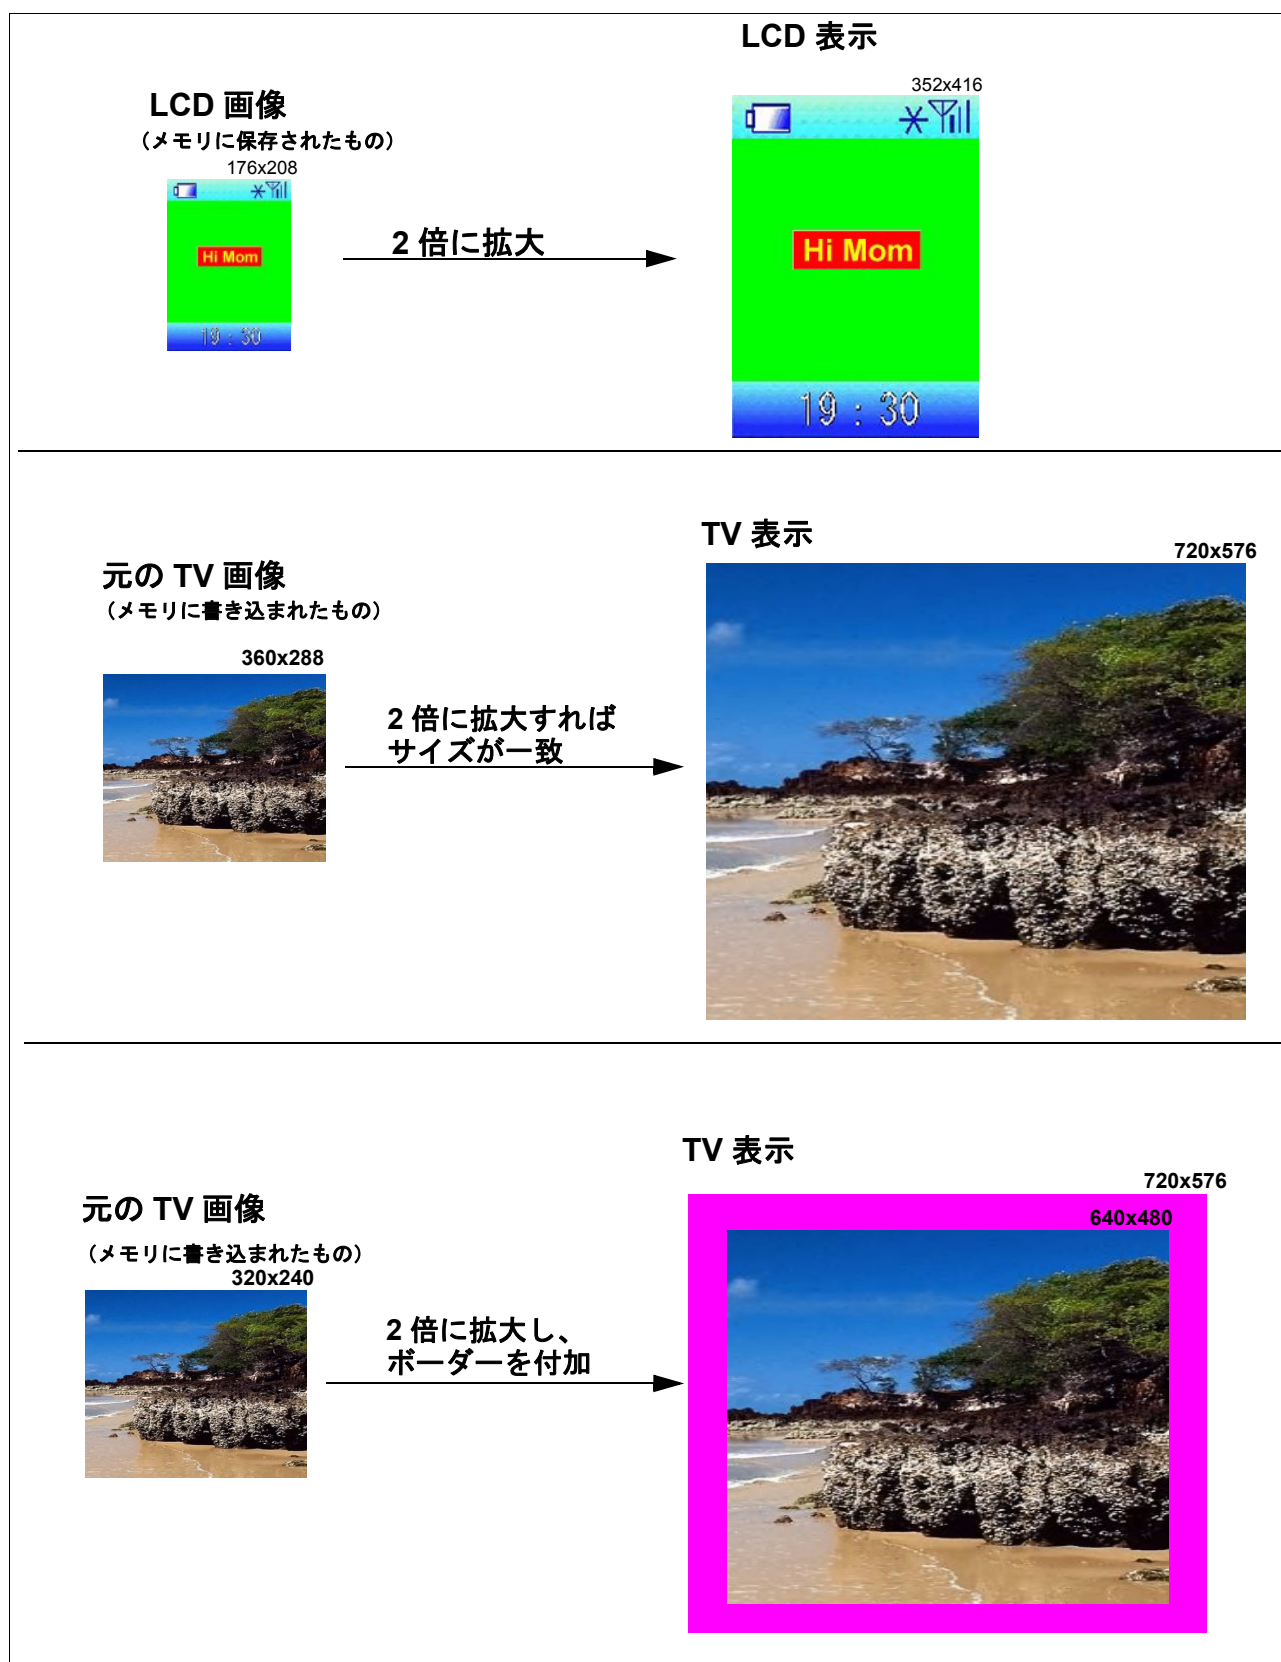 LCD 表示
352x416
LCD 画像
（メモリに保存されたもの）
176x208
Hi Mom
19 : 30
2 倍に拡大
Hi Mom
19 : 30
TV 表示
720x576
元の TV 画像
（メモリに書き込まれたもの）
360x288
2 倍に拡大すれば
サイズが一致
TV 表示
720x576
640x480
元の TV 画像
（メモリに書き込まれたもの）
320x240
2 倍に拡大し、
ボーダーを付加